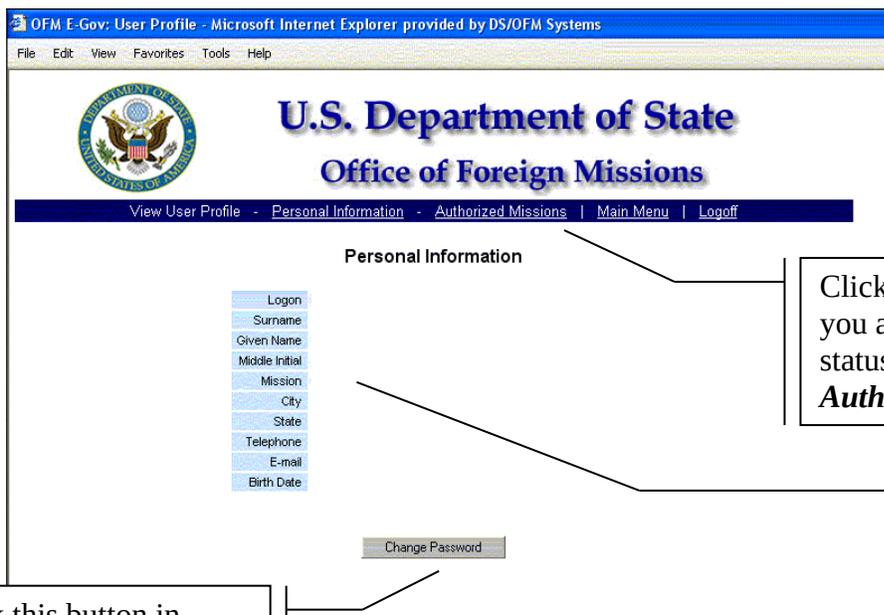 OFM E-Gov: User Profile - Microsoft Internet Explorer provided by DS/OFM Systems
File Edit View Favorites Tools Help
DEPARTMENT OF STATE
UNITED STATES OF AMERICA
U.S. Department of State
Office of Foreign Missions
View User Profile - Personal Information - Authorized Missions | Main Menu | Logoff
Personal Information
Logon
Surname
Given Name
Middle Initial
Mission
City
State
Telephone
E-mail
Birth Date
Change Password
Click
you a
status
Auth
this button in